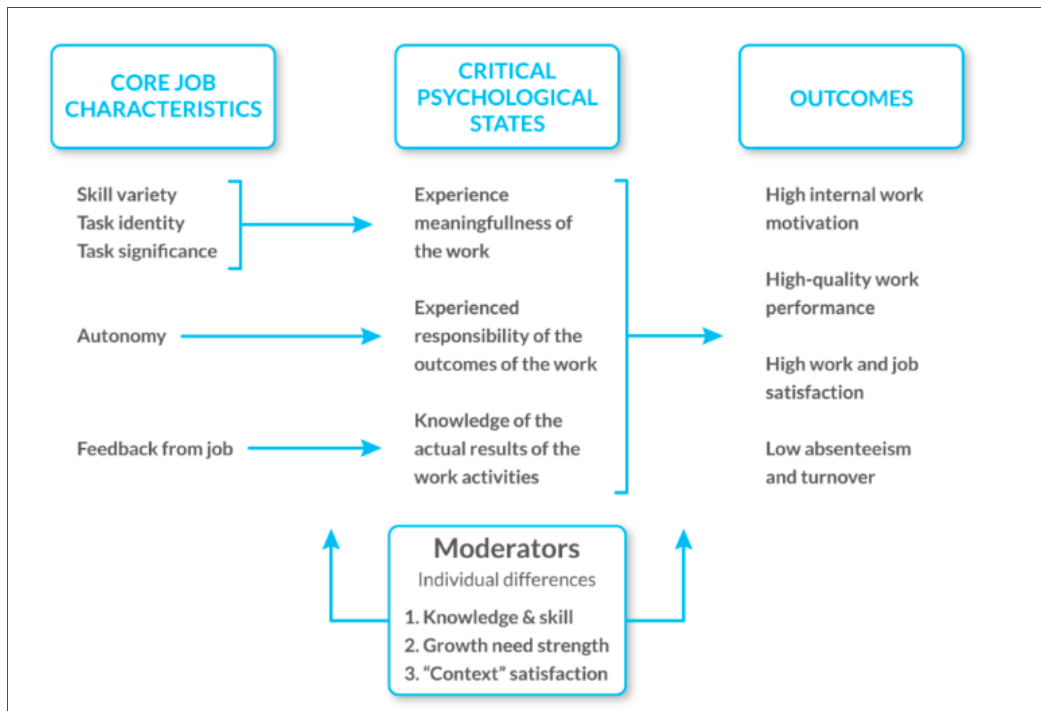 CORE JOB
CHARACTERISTICS
CRITICAL
PSYCHOLOGICAL
STATES
OUTCOMES
Skill variety
Task identity
Task significance
Autonomy
Feedback from job
Experience
meaningfullness of
the work
Experienced
responsibility of the
outcomes of the work
Knowledge of the
actual results of the
work activities
High internal work
motivation
High-quality work
performance
High work and job
satisfaction
Low absenteeism
and turnover
Moderators
Individual differences
1. Knowledge & skill
2. Growth need strength
3. “Context” satisfaction